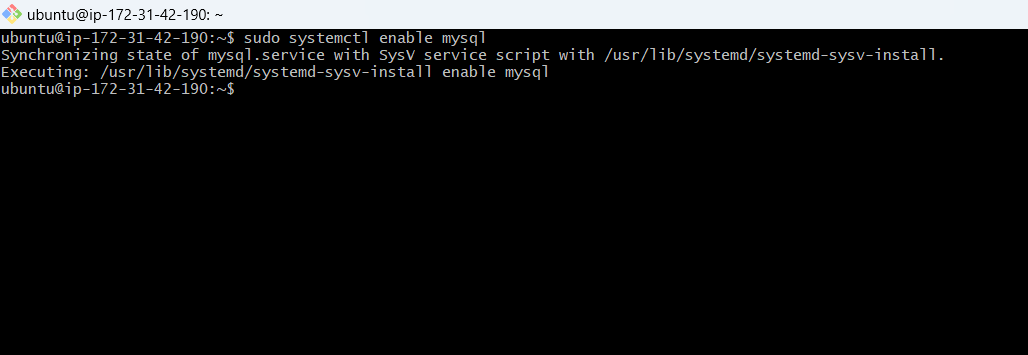 ubuntu@ip-172-31-42-190: ~
ubuntu@ip-172-31-42-190:~$ sudo systemctl enable mysql
Synchronizing state of mysql.service with SysV service script with /usr/lib/systemd/systemd-sysv-install.
Executing: /usr/lib/systemd/systemd-sysv-install enable mysql
ubuntu@ip-172-31-42-190:~$